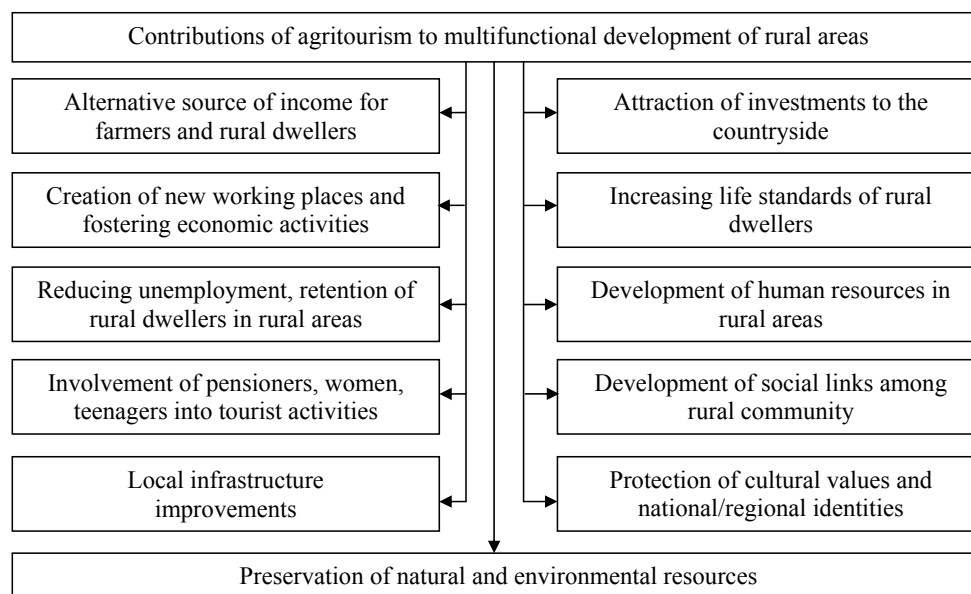 Contributions of agritourism to multifunctional development of rural areas
Alternative source of income for
farmers and rural dwellers
Attraction of investments to the
countryside
Creation of new working places and
fostering economic activities
Increasing life standards of rural
dwellers
Reducing unemployment, retention of
rural dwellers in rural areas
Development of human resources in
rural areas
Involvement of pensioners, women,
teenagers into tourist activities
Development of social links among
rural community
Local infrastructure
improvements
Protection of cultural values and
national/regional identities
Preservation of natural and environmental resources